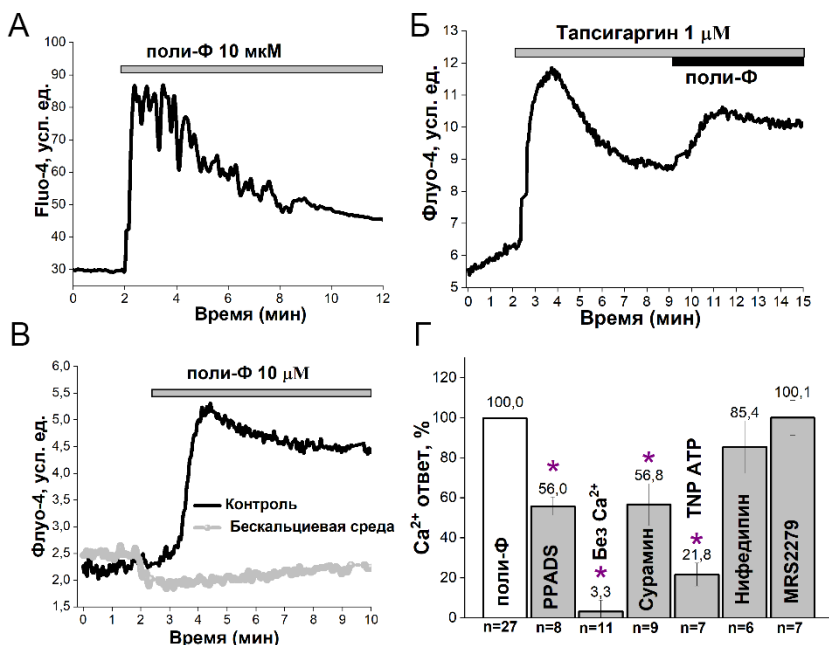 А
поли-Ф 10 мкМ
Fluo-4, усл. ед.
90
80
70
60
50
40
30
0 2 4 6 8 10 12
Время (мин)
Б
Тапсигаргин 1 μM
поли-Ф
Флуо-4, усл. ед.
13
12
11
10
9
8
7
6
5
0 1 2 3 4 5 6 7 8 9 10 11 12 13 14 15
Время (мин)
В
поли-Ф 10 μM
Флуо-4, усл. ед.
5,5
5,0
4,5
4,0
3,5
3,0
2,5
2,0
1,5
Контроль
Бескальциевая среда
0 1 2 3 4 5 6 7 8 9 10
Время (мин)
Г
Ca²⁺ ответ, %
120
100
80
60
40
20
0
100,0
56,0
3,3
56,8
21,8
85,4
100,1
* * * *
поли-Ф
PPADS
Без Ca²⁺
Сурамин
TNP ATP
Нифедипин
MRS2279
n=27 n=8 n=11 n=9 n=7 n=6 n=7